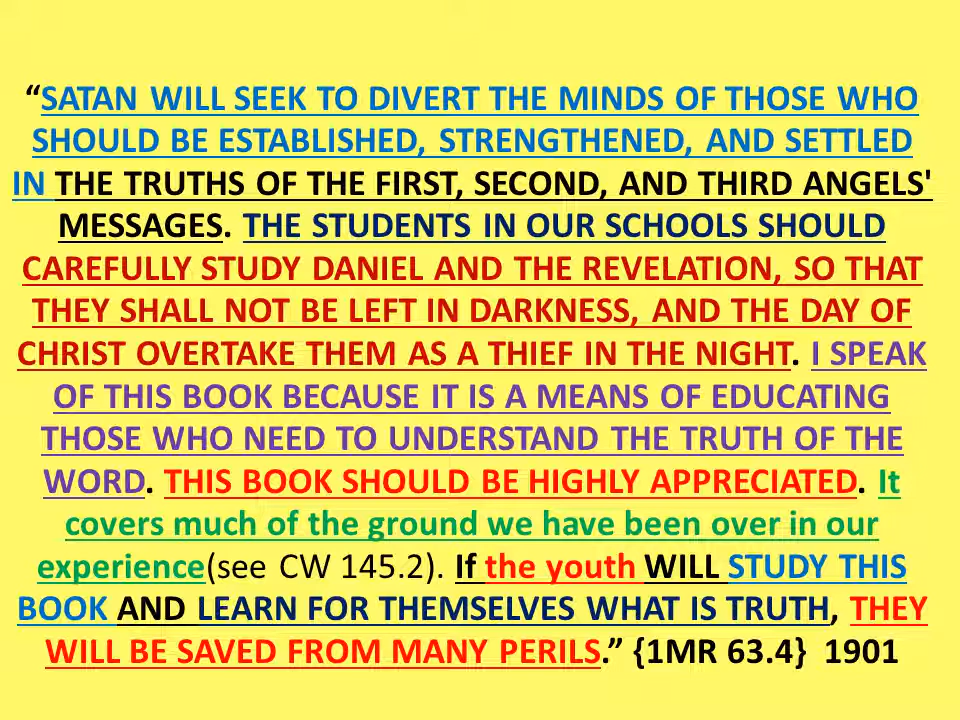 “SATAN WILL SEEK TO DIVERT THE MINDS OF THOSE WHO
SHOULD BE ESTABLISHED, STRENGTHENED, AND SETTLED
IN THE TRUTHS OF THE FIRST, SECOND, AND THIRD ANGELS'
MESSAGES. THE STUDENTS IN OUR SCHOOLS SHOULD
CAREFULLY STUDY DANIEL AND THE REVELATION, SO THAT
THEY SHALL NOT BE LEFT IN DARKNESS, AND THE DAY OF
CHRIST OVERTAKE THEM AS A THIEF IN THE NIGHT. I SPEAK
OF THIS BOOK BECAUSE IT IS A MEANS OF EDUCATING
THOSE WHO NEED TO UNDERSTAND THE TRUTH OF THE
WORD. THIS BOOK SHOULD BE HIGHLY APPRECIATED. It
covers much of the ground we have been over in our
experience(see CW 145.2). If the youth WILL STUDY THIS
BOOK AND LEARN FOR THEMSELVES WHAT IS TRUTH, THEY
WILL BE SAVED FROM MANY PERILS.” {1MR 63.4} 1901